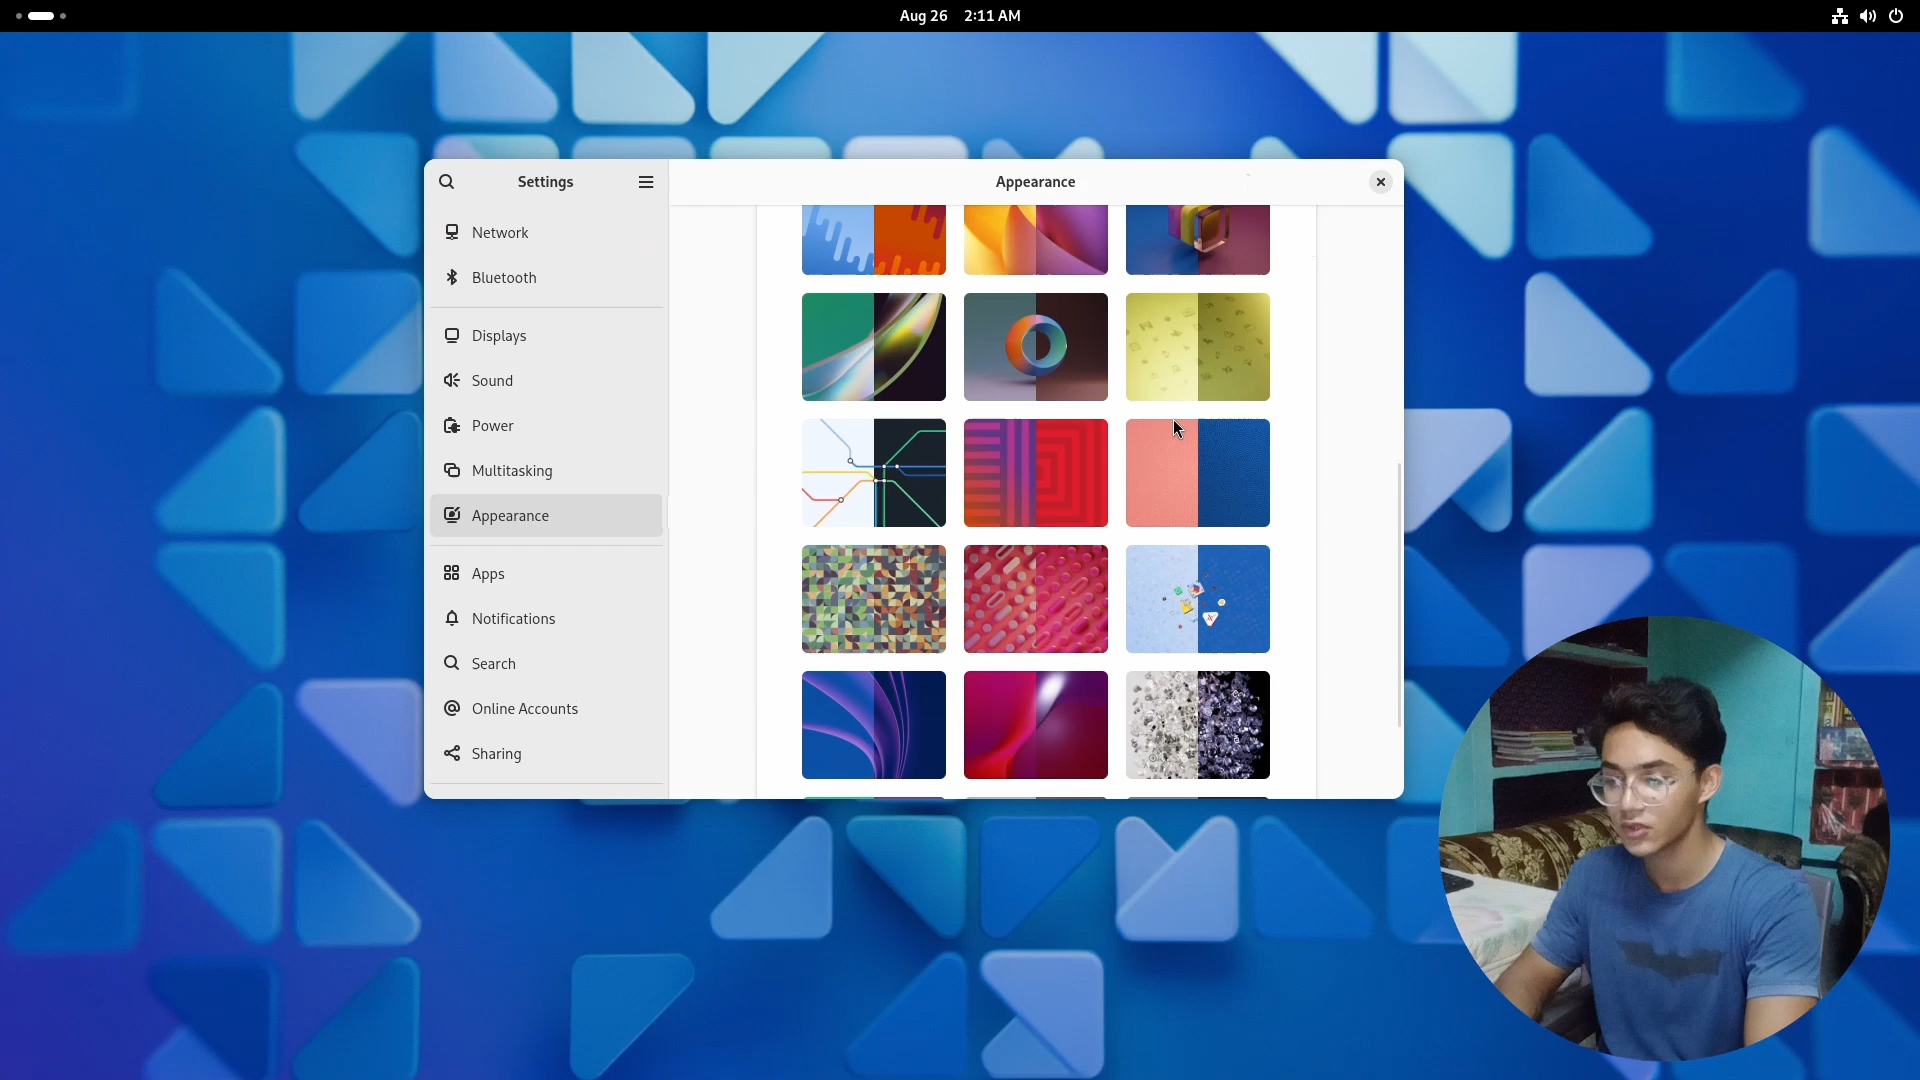 Aug 26 2:11 AM
Settings
Appearance
Network
Bluetooth
Displays
Sound
Power
Multitasking
Appearance
Apps
Notifications
Search
Online Accounts
Sharing